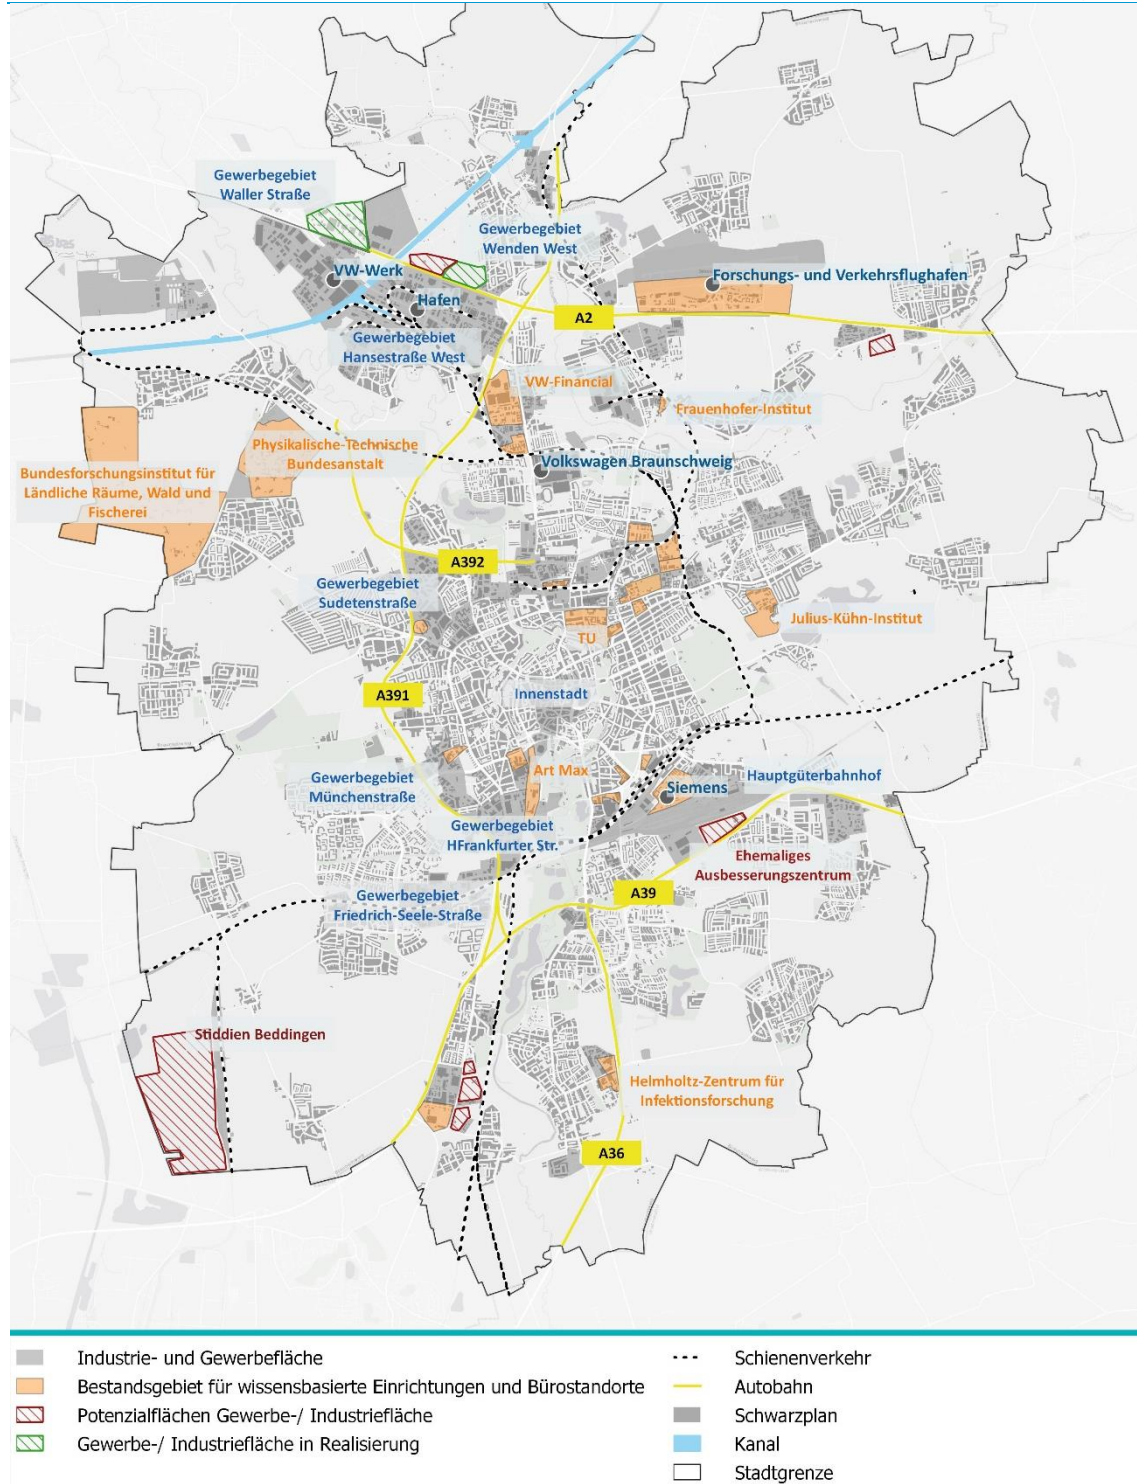 Gewerbegebiet
Waller Straße
Gewerbegebiet
Wenden West
VW-Werk
Forschungs- und Verkehrsflughafen
Hafen
A2
Gewerbegebiet
Hansestraße West
VW-Financial
Frauenhofer-Institut
Physikalische-Technische
Bundesanstalt
Volkswagen Braunschweig
Bundesforschungsinstitut für
Ländliche Räume, Wald und
Fischerei
A392
Gewerbegebiet
Sudetenstraße
TU
Julius-Kühn-Institut
A391
Innenstadt
Gewerbegebiet
Münchenstraße
Art Max
Siemens
Hauptgüterbahnhof
Gewerbegebiet
HFrankfurter Str.
Ehemaliges
Ausbesserungszentrum
A39
Gewerbegebiet
Friedrich-Seele-Straße
Stiddien Beddingen
Helmholtz-Zentrum für
Infektionsforschung
A36
Industrie- und Gewerbefläche
Bestandsgebiet für wissensbasierte Einrichtungen und Bürostandorte
Potenzialflächen Gewerbe-/ Industriefläche
Gewerbe-/ Industriefläche in Realisierung
Schienenverkehr
Autobahn
Schwarzplan
Kanal
Stadtgrenze